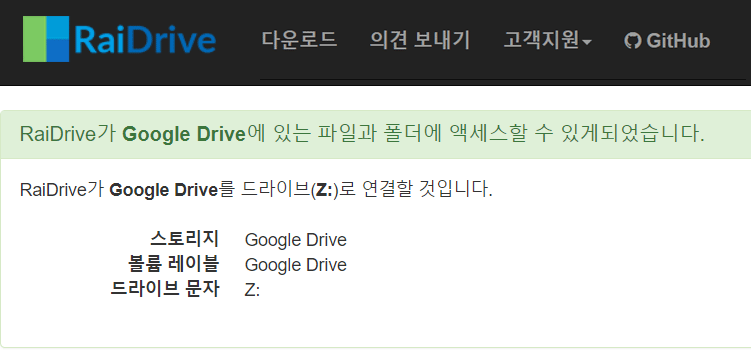 RaiDrive 다운로드 의견 보내기 고객지원 GitHub
RaiDrive가 Google Drive에 있는 파일과 폴더에 액세스할 수 있게되었습니다.
RaiDrive가 Google Drive를 드라이브(Z:)로 연결할 것입니다.
스토리지 Google Drive
볼륨 레이블 Google Drive
드라이브 문자 Z: